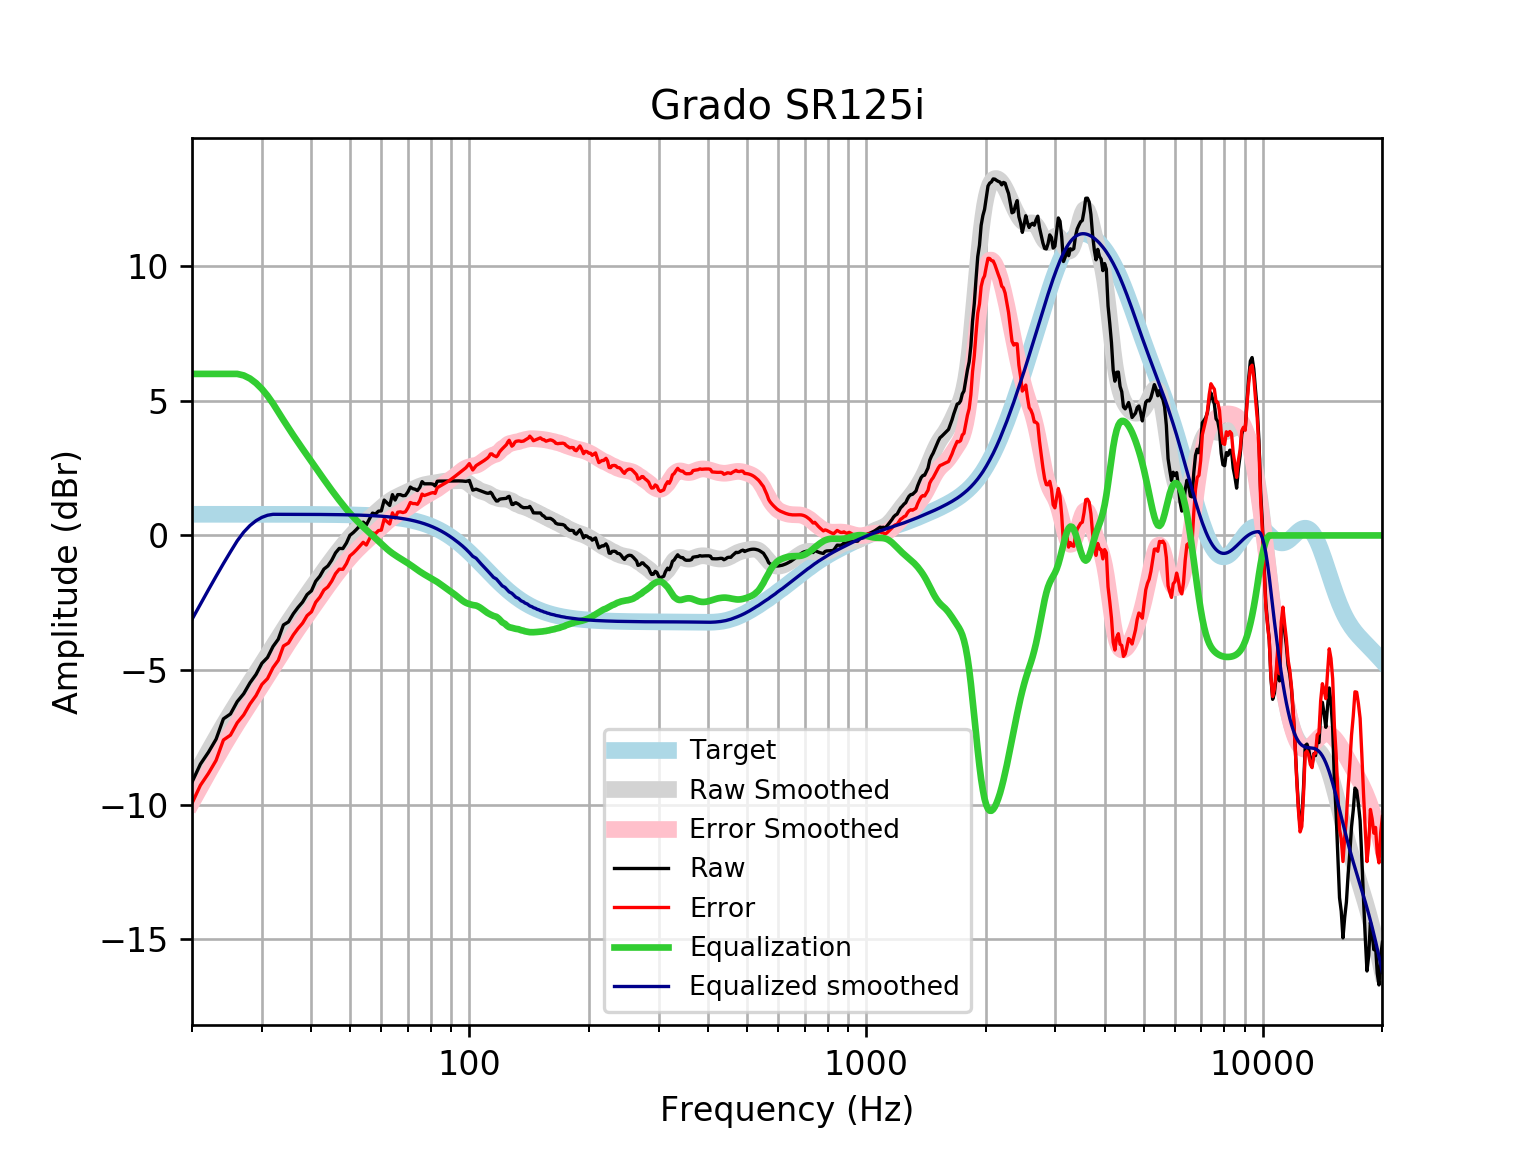 Grado SR125i
Amplitude (dBr)
10
5
0
−5
−10
−15
Target
Raw Smoothed
Error Smoothed
Raw
Error
Equalization
Equalized smoothed
100
1000
10000
Frequency (Hz)